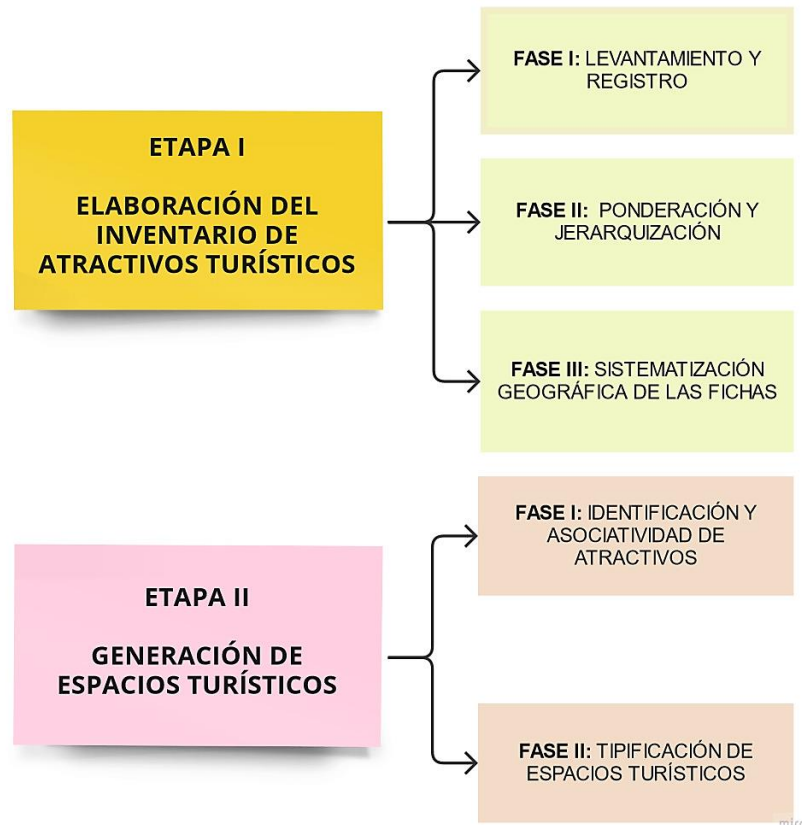 ETAPA I
ELABORACIÓN DEL
INVENTARIO DE
ATRACTIVOS TURÍSTICOS
FASE I: LEVANTAMIENTO Y
REGISTRO
FASE II: PONDERACIÓN Y
JERARQUIZACIÓN
FASE III: SISTEMATIZACIÓN
GEOGRÁFICA DE LAS FICHAS
ETAPA II
GENERACIÓN DE
ESPACIOS TURÍSTICOS
FASE I: IDENTIFICACIÓN Y
ASOCIATIVIDAD DE
ATRACTIVOS
FASE II: TIPIFICACIÓN DE
ESPACIOS TURÍSTICOS